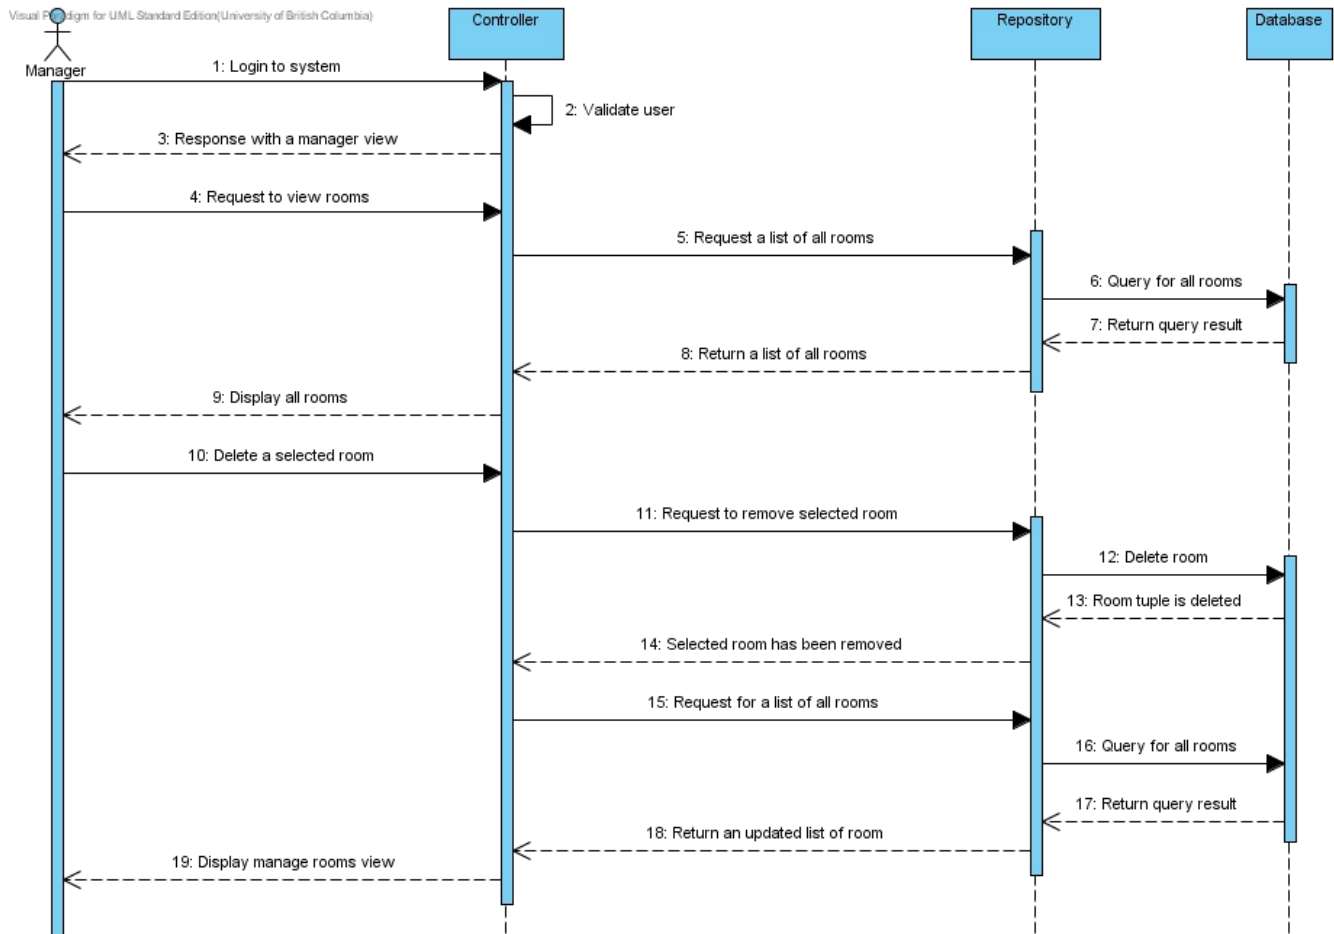 Visual Paradigm for UML Standard Edition(University of British Columbia)
Controller
Repository
Database
Manager
1: Login to system
2: Validate user
3: Response with a manager view
4: Request to view rooms
5: Request a list of all rooms
6: Query for all rooms
7: Return query result
8: Return a list of all rooms
9: Display all rooms
10: Delete a selected room
11: Request to remove selected room
12: Delete room
13: Room tuple is deleted
14: Selected room has been removed
15: Request for a list of all rooms
16: Query for all rooms
17: Return query result
18: Return an updated list of room
19: Display manage rooms view